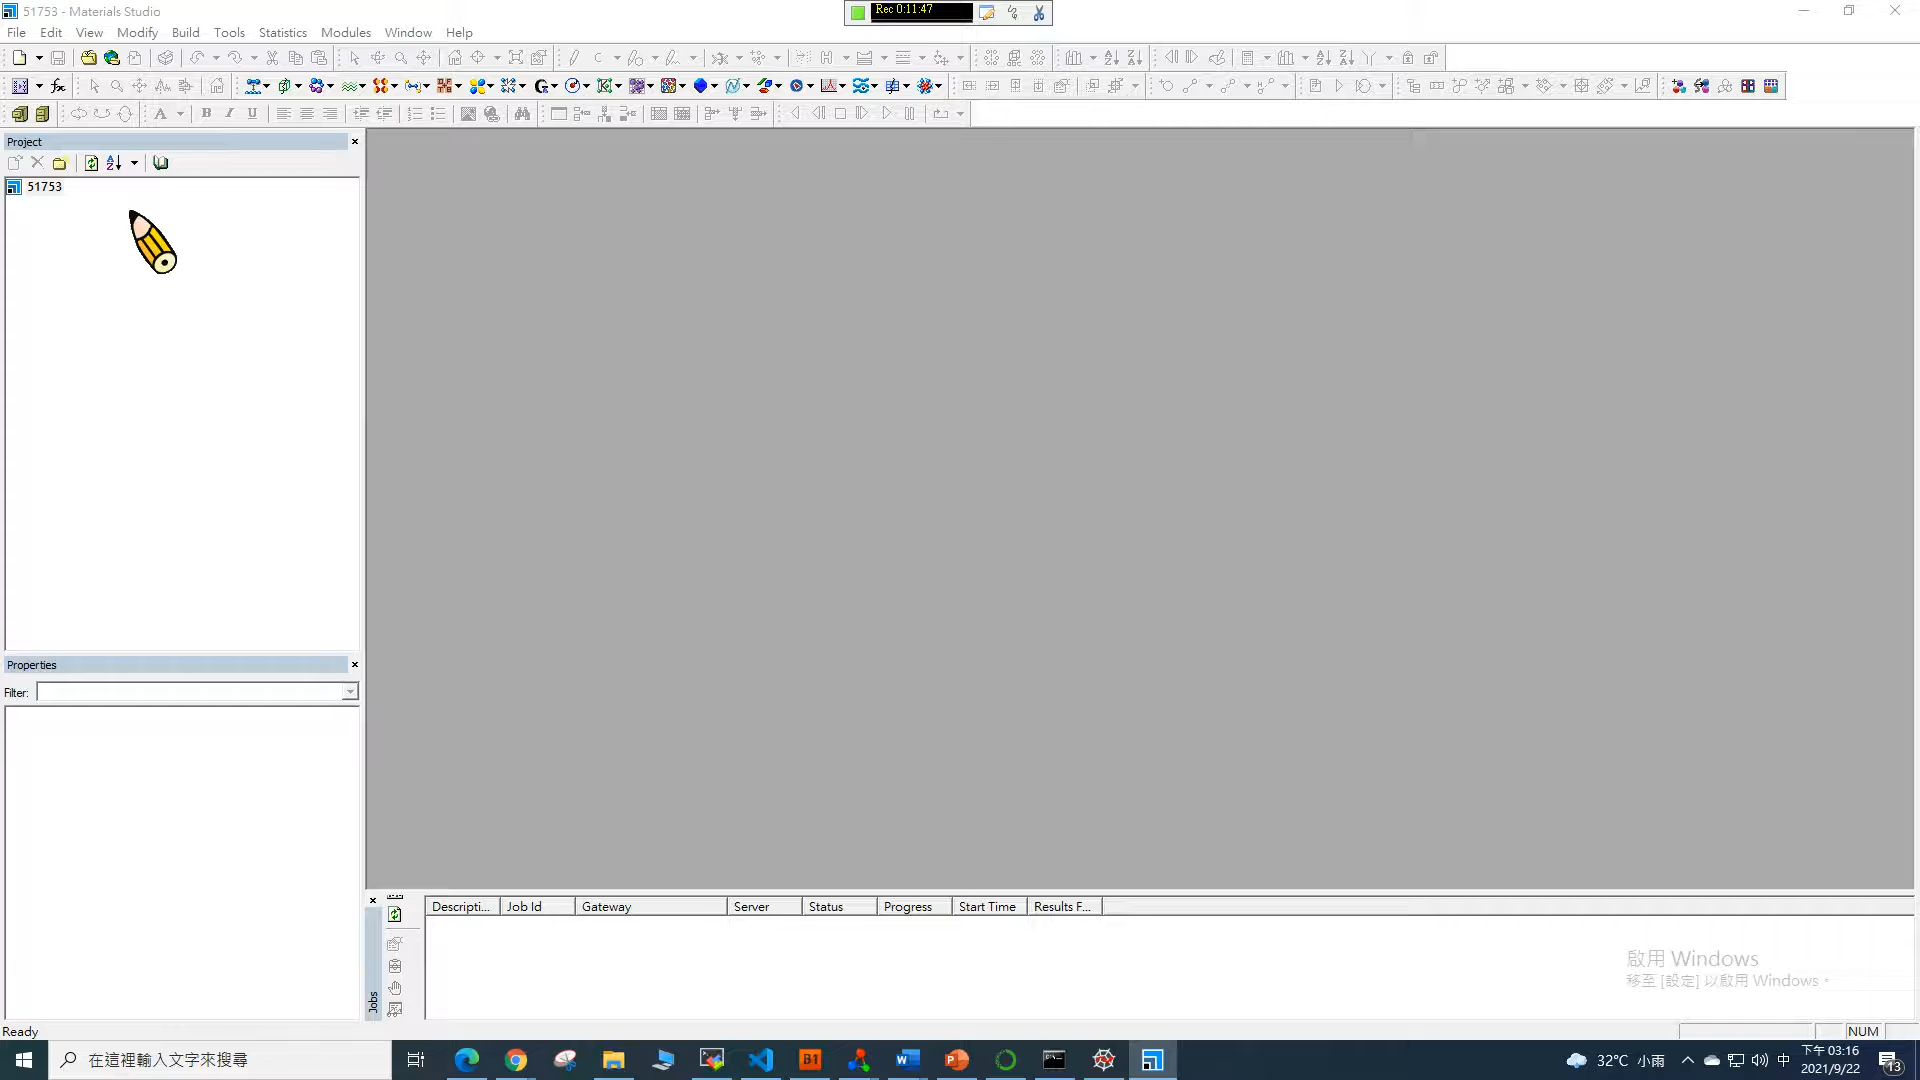 51753 - Materials Studio
Rec 0:11:47
File Edit View Modify Build Tools Statistics Modules Window Help
Project
51753
Properties
Filter:
Descripti... Job Id Gateway Server Status Progress Start Time Results F...
Jobs
啟用 Windows
移至 [設定] 以啟用 Windows。
Ready
NUM
在這裡輸入文字來搜尋
32°C 小雨
中
下午 03:16
2021/9/22
13